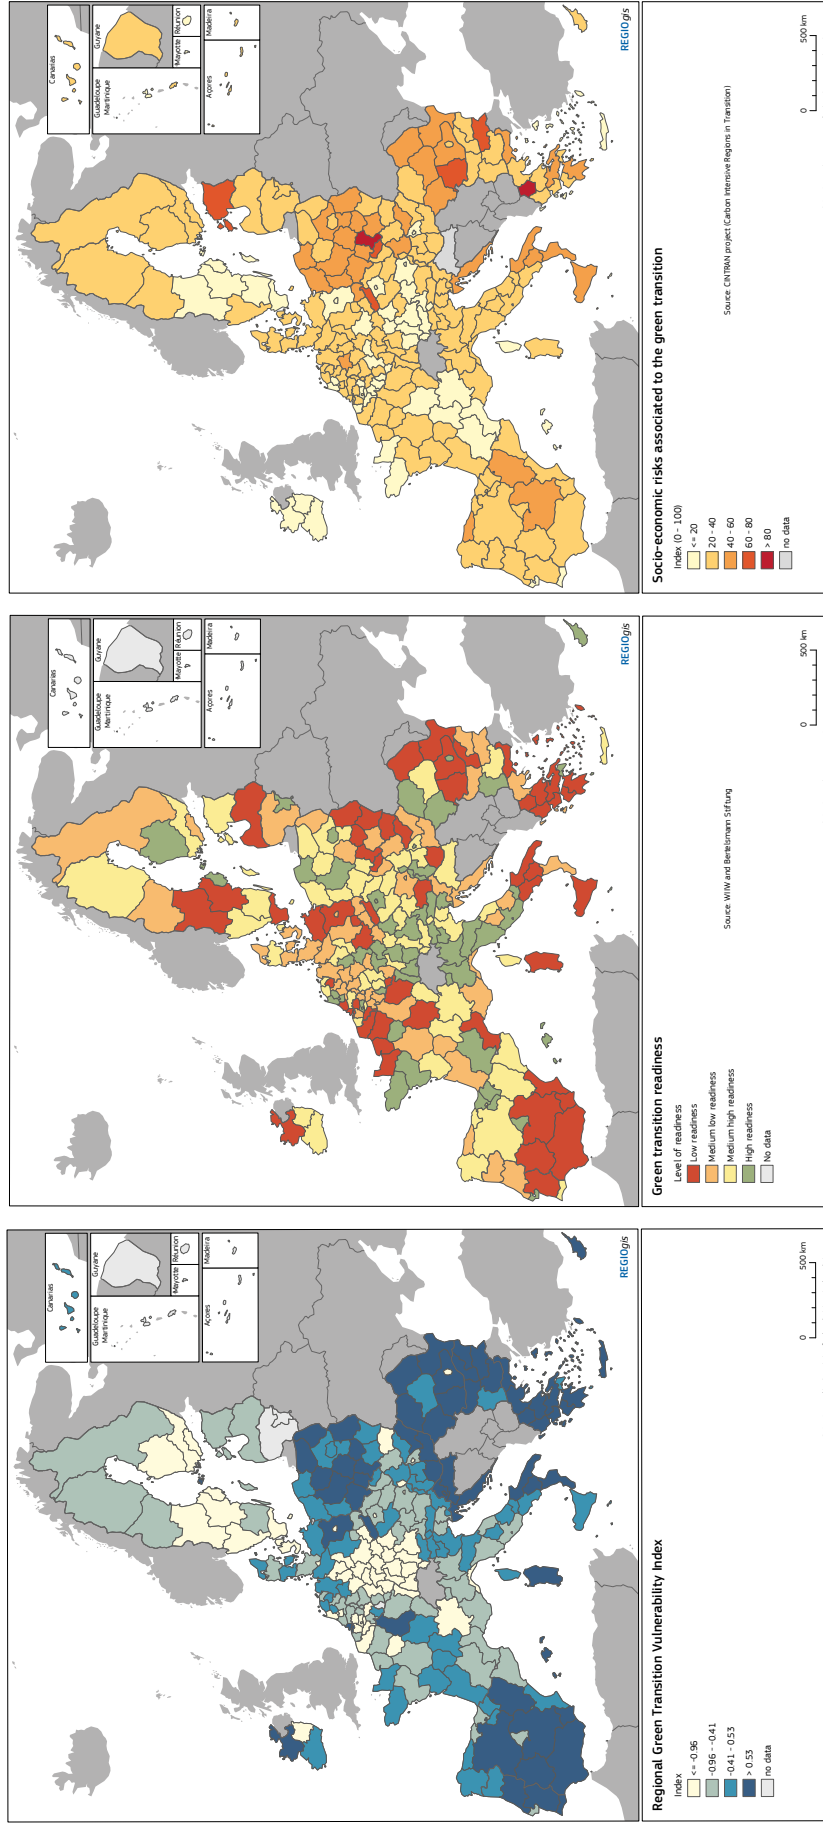 Canarias
Guyane
Guadeloupe
Martinique
Mayotte
Réunion
Açores
Madeira
REGIOgis
Regional Green Transition Vulnerability Index
Index
<= -0.96
-0.96 - -0.41
-0.41 - 0.53
> 0.53
no data
0
500 km
Canarias
Guyane
Guadeloupe
Martinique
Mayotte
Réunion
Açores
Madeira
REGIOgis
Green transition readiness
Level of readiness
Low readiness
Medium low readiness
Medium high readiness
High readiness
No data
Source: WIIW and Bertelsmann Stiftung
0
500 km
Canarias
Guyane
Guadeloupe
Martinique
Mayotte
Réunion
Açores
Madeira
REGIOgis
Socio-economic risks associated to the green transition
Index (0 - 100)
<= 20
20 - 40
40 - 60
60 - 80
> 80
no data
Source: CINTRAN project (Carbon Intensive Regions in Transition)
0
500 km